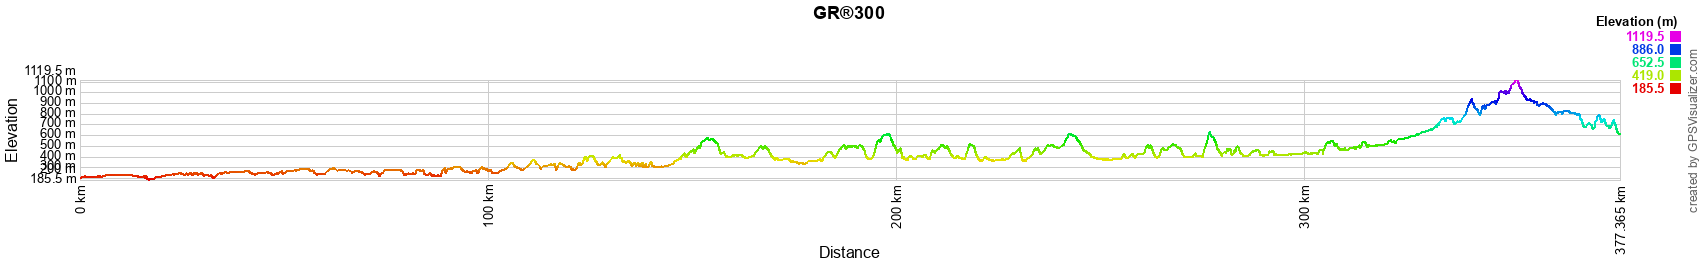 GR®300
Elevation (m)
1119.5
886.0
652.5
419.0
185.5
Elevation
1119.5 m
1100 m
1000 m
900 m
800 m
700 m
600 m
500 m
400 m
300 m
185.5 m
0 km
100 km
200 km
300 km
377.365 km
Distance
created by GPSVisualizer.com